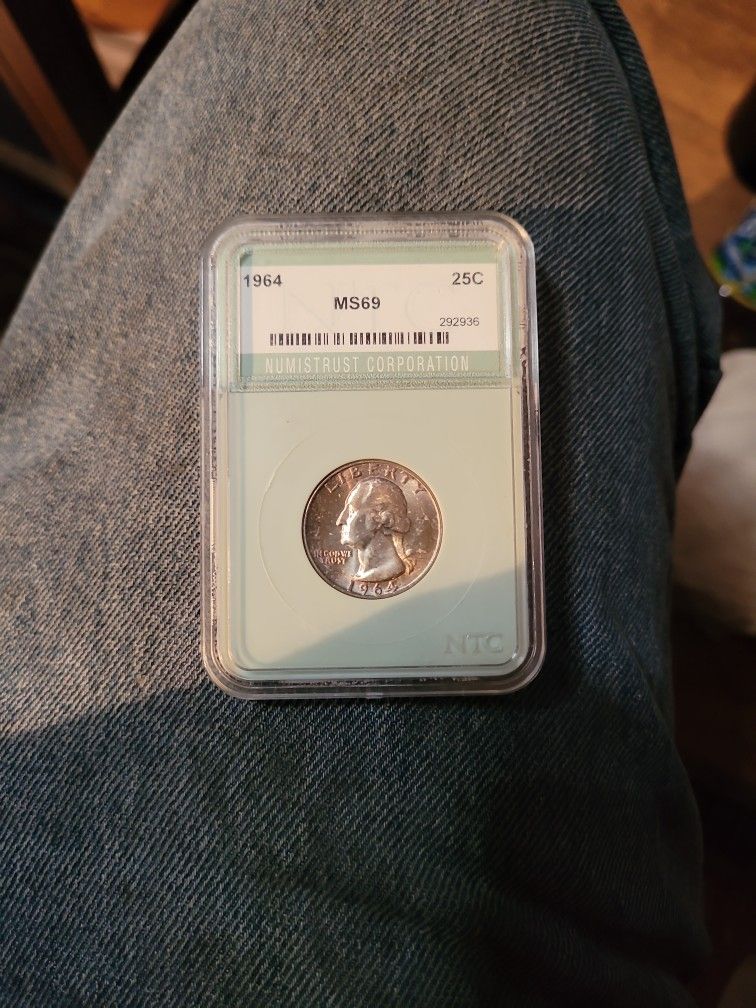 1964 25C
MS69
292936
NUMISTRUST CORPORATION
LIBERTY
IN GOD WE
TRUST
1964
NTC